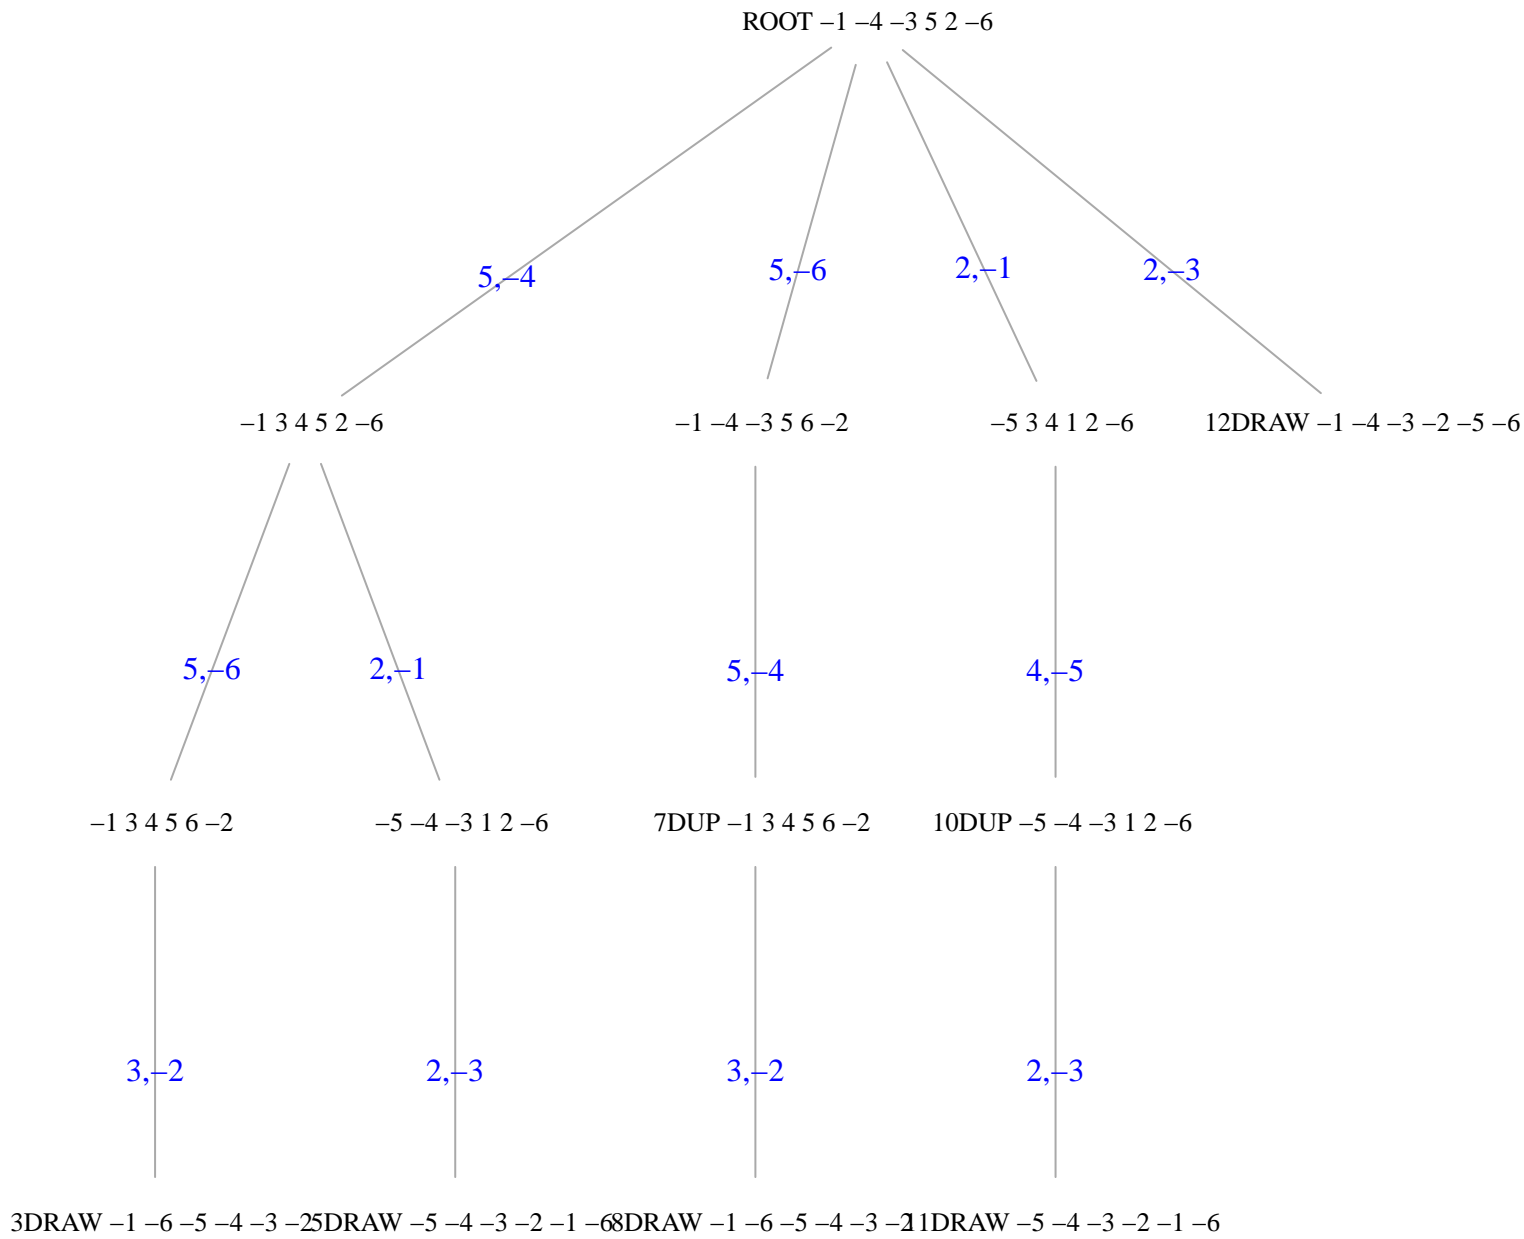 ROOT –1 –4 –3 5 2 –6
5,–4
5,–6
2,–1
2,–3
–1 3 4 5 2 –6
–1 –4 –3 5 6 –2
–5 3 4 1 2 –6
12DRAW –1 –4 –3 –2 –5 –6
5,–6
2,–1
5,–4
4,–5
–1 3 4 5 6 –2
–5 –4 –3 1 2 –6
7DUP –1 3 4 5 6 –2
10DUP –5 –4 –3 1 2 –6
3,–2
2,–3
3,–2
2,–3
3DRAW –1 –6 –5 –4 –3 –2
5DRAW –5 –4 –3 –2 –1 –6
8DRAW –1 –6 –5 –4 –3 –2
11DRAW –5 –4 –3 –2 –1 –6